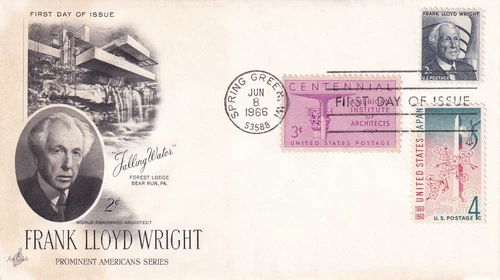 FIRST DAY OF ISSUE
"Falling Water"
FOREST LODGE
BEAR RUN, PA.
2¢
WORLD-RENOWNED ARCHITECT
FRANK LLOYD WRIGHT
PROMINENT AMERICANS SERIES
Art Craft
SPRING GREEN, WI
JUN
8
1966
53588
FIRST DAY OF ISSUE
FRANK LLOYD WRIGHT
2¢
CENTENNIAL
AMERICAN
INSTITUTE
OF
ARCHITECTS
3¢
UNITED STATES POSTAGE
UNITED STATES JAPAN
1860
1960
U.S. POSTAGE
4¢